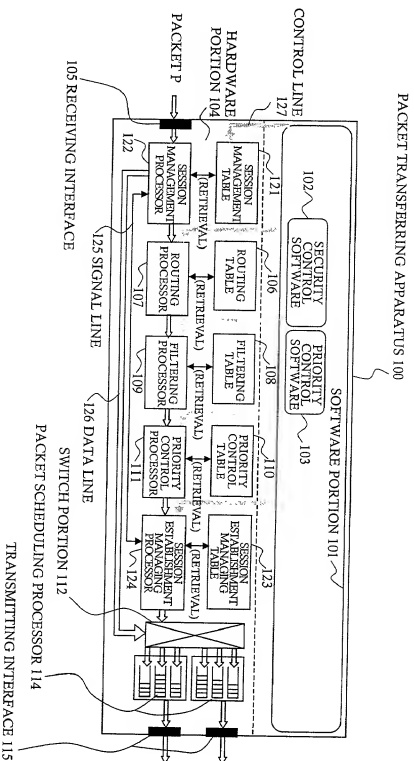 PACKET TRANSFERRING APPARATUS 100
SOFTWARE PORTION 101
102
SECURITY
CONTROL
SOFTWARE
PRIORITY
CONTROL
SOFTWARE
103
CONTROL LINE
127
HARDWARE
PORTION 104
121
SESSION
MANAGEMENT
TABLE
106
ROUTING
TABLE
108
FILTERING
TABLE
110
PRIORITY
CONTROL
TABLE
123
SESSION
ESTABLISHMENT
MANAGING
TABLE
(RETRIEVAL)
(RETRIEVAL)
(RETRIEVAL)
(RETRIEVAL)
(RETRIEVAL)
PACKET P
SESSION
MANAGEMENT
PROCESSOR
122
ROUTING
PROCESSOR
107
FILTERING
PROCESSOR
109
PRIORITY
CONTROL
PROCESSOR
111
SESSION
ESTABLISHMENT
MANAGING
PROCESSOR
124
105 RECEIVING INTERFACE
125 SIGNAL LINE
126 DATA LINE
SWITCH PORTION 112
PACKET SCHEDULING PROCESSOR 114
TRANSMITTING INTERFACE 115